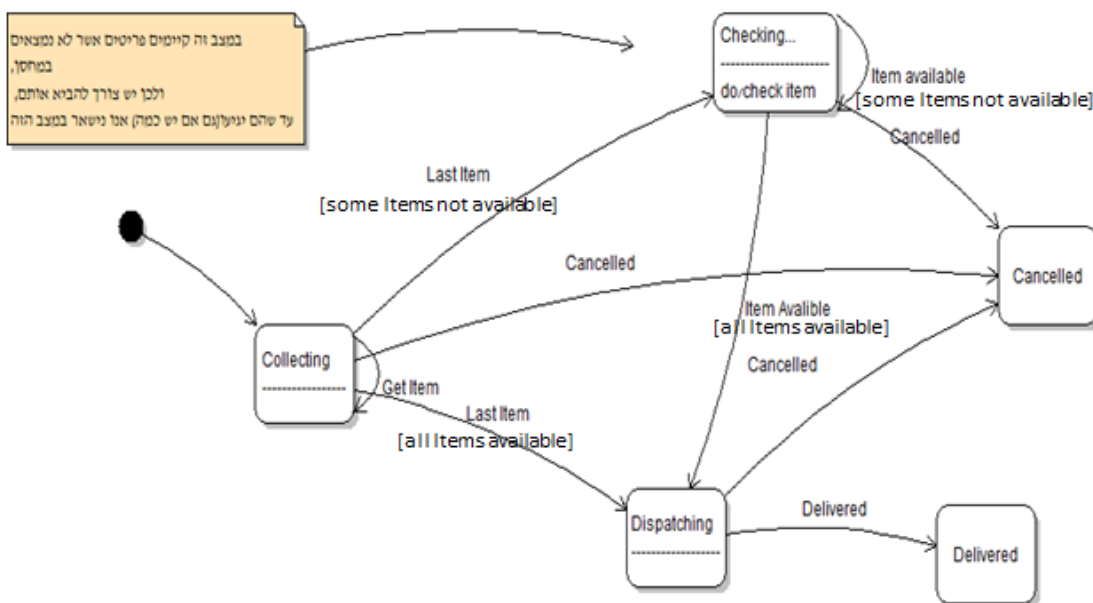 במצב זה קיימים פריטים אשר לא נמצאים
במחסן,
ולכן יש צורך להביא אותם,
עד שהם יגיעו(גם אם יש כמה) אנו נישאר במצב הזה
Checking...
do/check item
Item available
[some Items not available]
Cancelled
Last Item
[some Items not available]
Cancelled
Cancelled
Item Avalible
[all Items available]
Cancelled
Collecting
Get Item
Last Item
[all Items available]
Dispatching
Delivered
Delivered